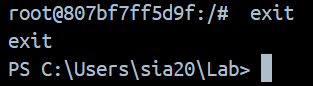 root@807bf7ff5d9f:/#  exit
exit
PS C:\Users\sia20\Lab>